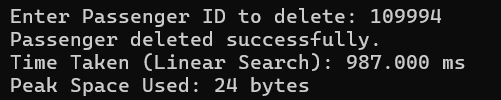 Enter Passenger ID to delete: 109994
Passenger deleted successfully.
Time Taken (Linear Search): 987.000 ms
Peak Space Used: 24 bytes